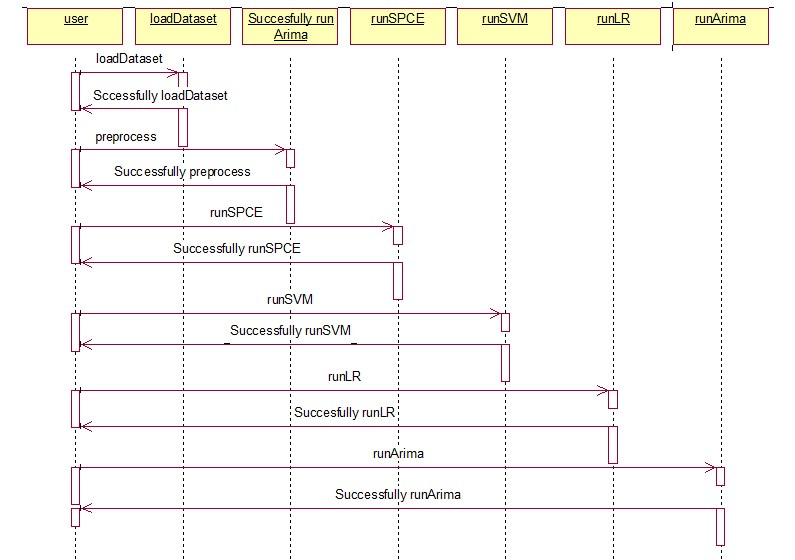 user
loadDataset
Succesfully run
Arima
runSPCE
runSVM
runLR
runArima
loadDataset
Sccessfully loadDataset
preprocess
Successfully preprocess
runSPCE
Successfully runSPCE
runSVM
Successfully runSVM
runLR
Succesfully runLR
runArima
Successfully runArima